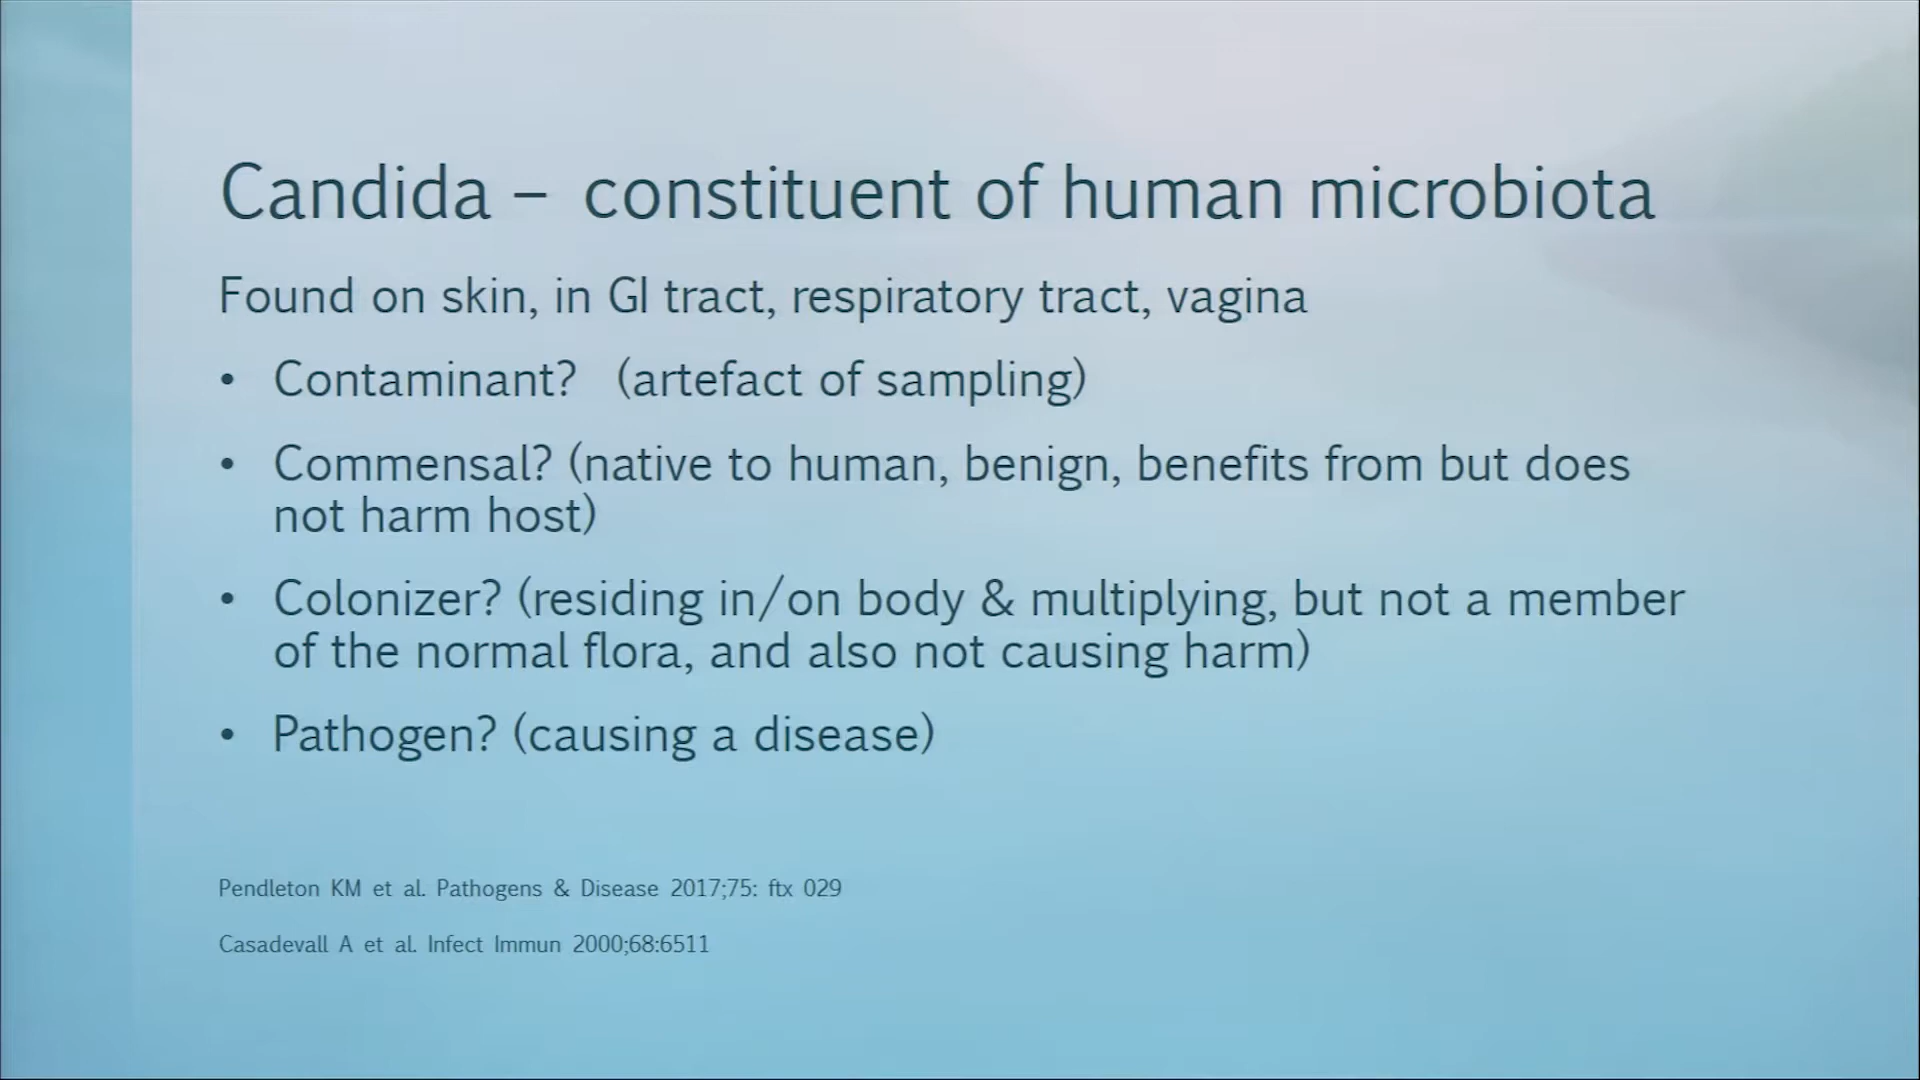 Candida – constituent of human microbiota
Found on skin, in GI tract, respiratory tract, vagina
• Contaminant? (artefact of sampling)
• Commensal? (native to human, benign, benefits from but does
not harm host)
• Colonizer? (residing in/on body & multiplying, but not a member
of the normal flora, and also not causing harm)
• Pathogen? (causing a disease)
Pendleton KM et al. Pathogens & Disease 2017;75: ftx 029
Casadevall A et al. Infect Immun 2000;68:6511